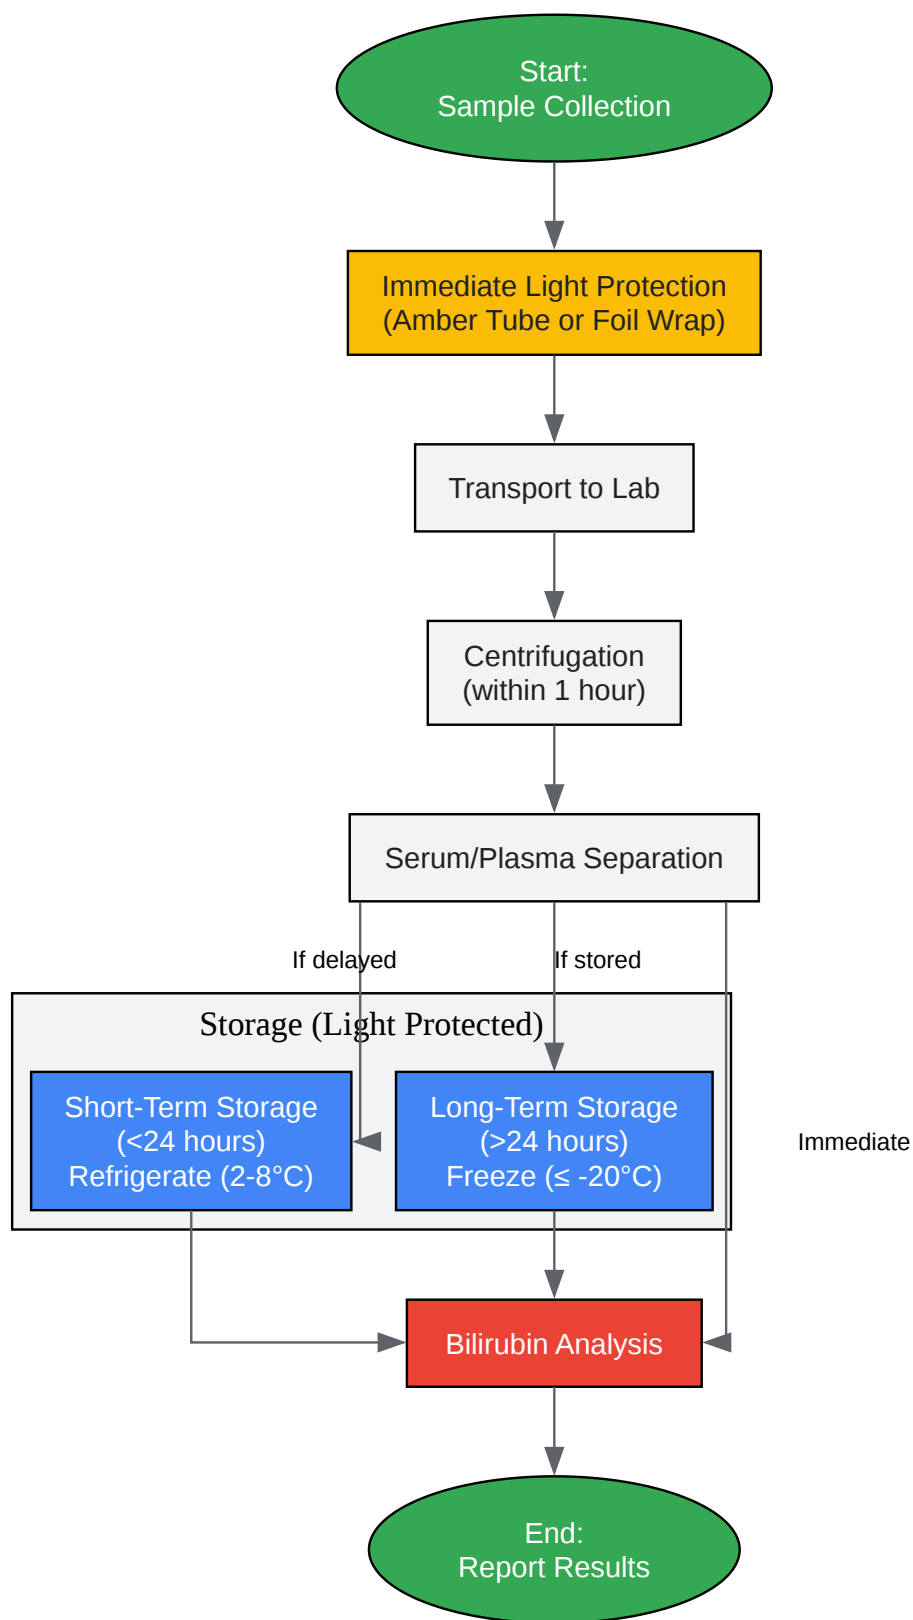 Start:
Sample Collection
Immediate Light Protection
(Amber Tube or Foil Wrap)
Transport to Lab
Centrifugation
(within 1 hour)
Serum/Plasma Separation
If delayed
If stored
Storage (Light Protected)
Short-Term Storage
(<24 hours)
Refrigerate (2-8°C)
Long-Term Storage
(>24 hours)
Freeze (≤ -20°C)
Immediate
Bilirubin Analysis
End:
Report Results